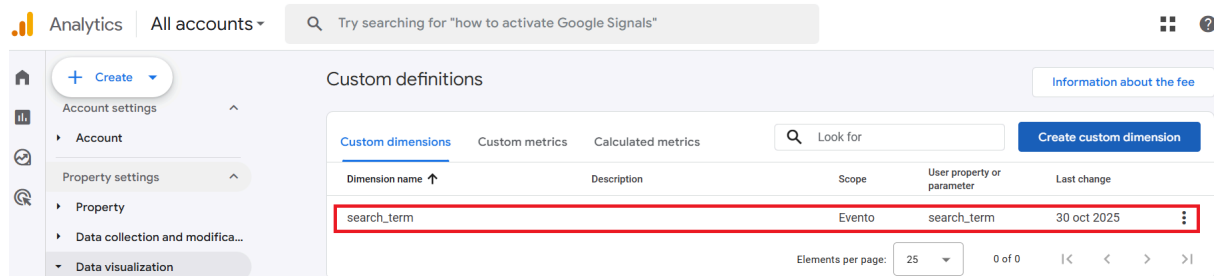 Analytics All accounts
Try searching for "how to activate Google Signals"
Create
Account settings
Account
Property settings
Property
Data collection and modifica...
Data visualization
Custom definitions
Information about the fee
Custom dimensions Custom metrics Calculated metrics
Look for
Create custom dimension
Dimension name Description Scope User property or parameter Last change
search_term Evento search_term 30 oct 2025
Elements per page: 25 0 of 0